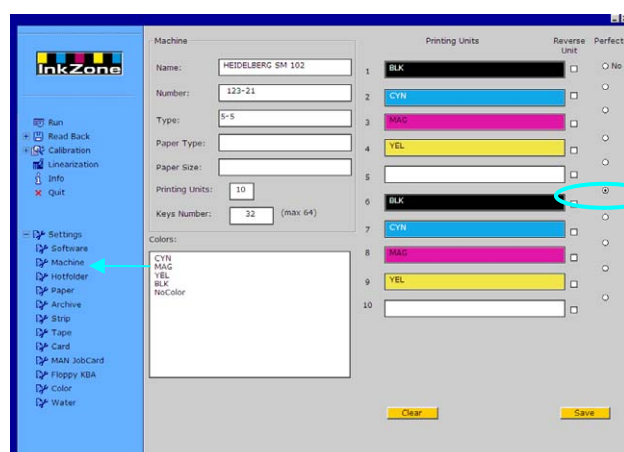 InkZone
Run
Read Back
Calibration
Linearization
Info
Quit
Settings
Software
Machine
Hotfolder
Paper
Archive
Strip
Tape
Card
MAN JobCard
Floppy KBA
Color
Water
Machine
Name: HEIDELBERG SM 102
Number: 123-21
Type: 5-5
Paper Type:
Paper Size:
Printing Units: 10
Keys Number: 32 (max 64)
Colors:
CYN
MAG
YEL
BLK
NoColor
Printing Units
Reverse Unit
Perfect
1 BLK No
2 CYN
3 MAG
4 YEL
5
6 BLK
7 CYN
8 MAG
9 YEL
10
Clear
Save